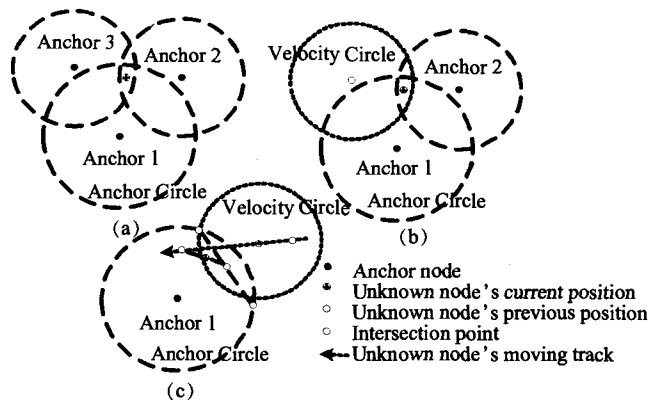 Anchor 3
Anchor 2
Anchor 1
Anchor Circle
(a)
Velocity Circle
Anchor 2
Anchor 1
Anchor Circle
(b)
Velocity Circle
Anchor 1
Anchor Circle
(c)
Anchor node
Unknown node's current position
Unknown node's previous position
Intersection point
Unknown node's moving track